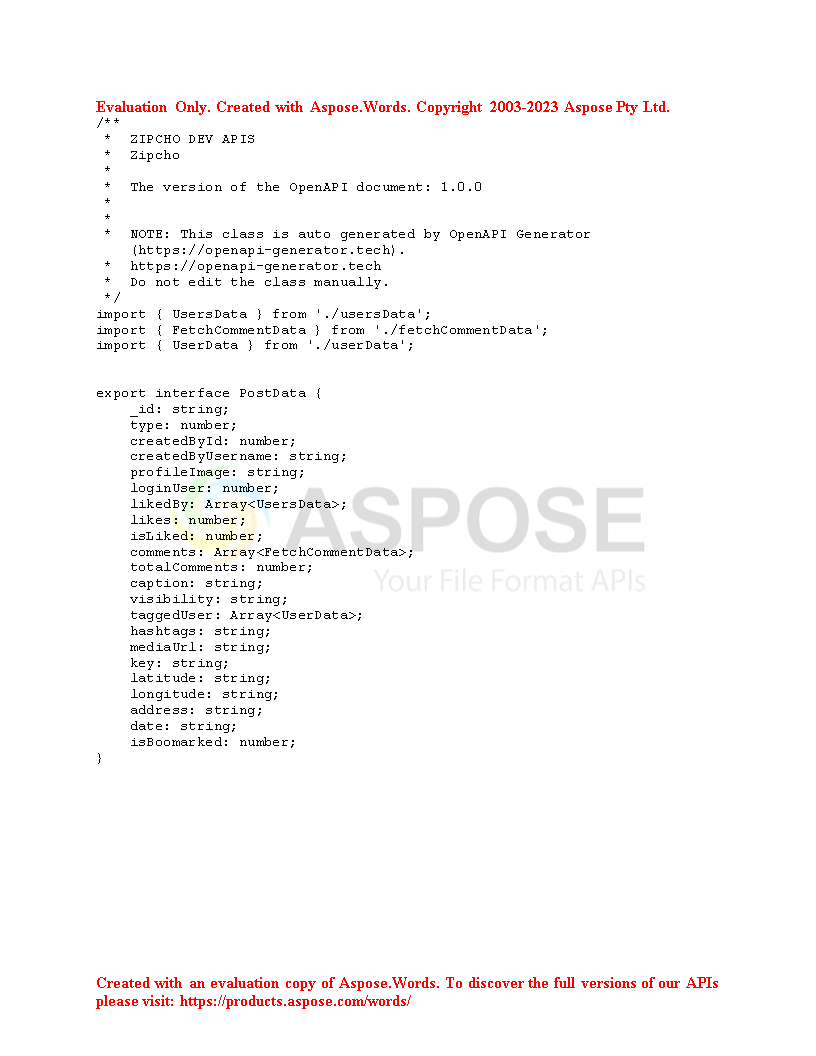 Evaluation Only. Created with Aspose.Words. Copyright 2003-2023 Aspose Pty Ltd.
/**
 * ZIPCHO DEV APIS
 * Zipcho
 *
 * The version of the OpenAPI document: 1.0.0
 *
 *
 * NOTE: This class is auto generated by OpenAPI Generator
(https://openapi-generator.tech).
 * https://openapi-generator.tech
 * Do not edit the class manually.
 */
import { UsersData } from './usersData';
import { FetchCommentData } from './fetchCommentData';
import { UserData } from './userData';
export interface PostData {
    _id: string;
    type: number;
    createdById: number;
    createdByUsername: string;
    profileImage: string;
    loginUser: number;
    likedBy: Array<UsersData>;
    likes: number;
    isLiked: number;
    comments: Array<FetchCommentData>;
    totalComments: number;
    caption: string;
    visibility: string;
    taggedUser: Array<UserData>;
    hashtags: string;
    mediaUrl: string;
    key: string;
    latitude: string;
    longitude: string;
    address: string;
    date: string;
    isBoomarked: number;
}
ASPOSE
Your File Format APIs
Created with an evaluation copy of Aspose.Words. To discover the full versions of our APIs
please visit: https://products.aspose.com/words/